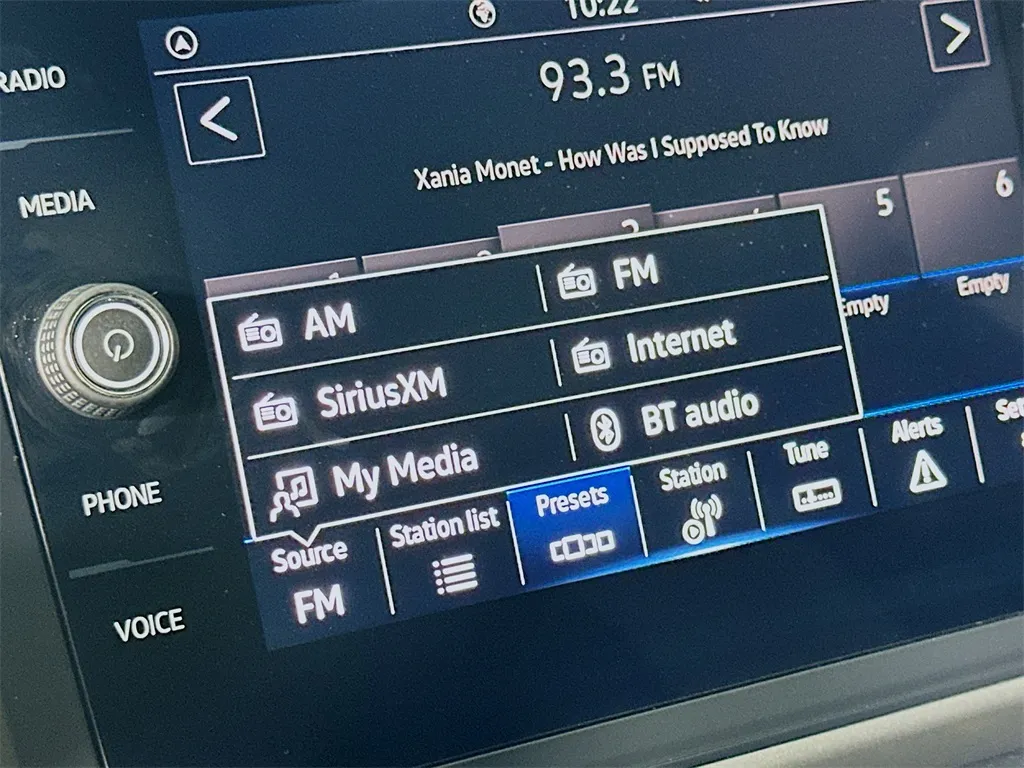 10:22
RADIO
93.3 FM
Xania Monet - How Was I Supposed To Know
MEDIA
5
6
Empty
Empty
AM
FM
SiriusXM
Internet
My Media
BT audio
PHONE
Source
FM
Station list
Presets
Station
Tune
Alerts
VOICE